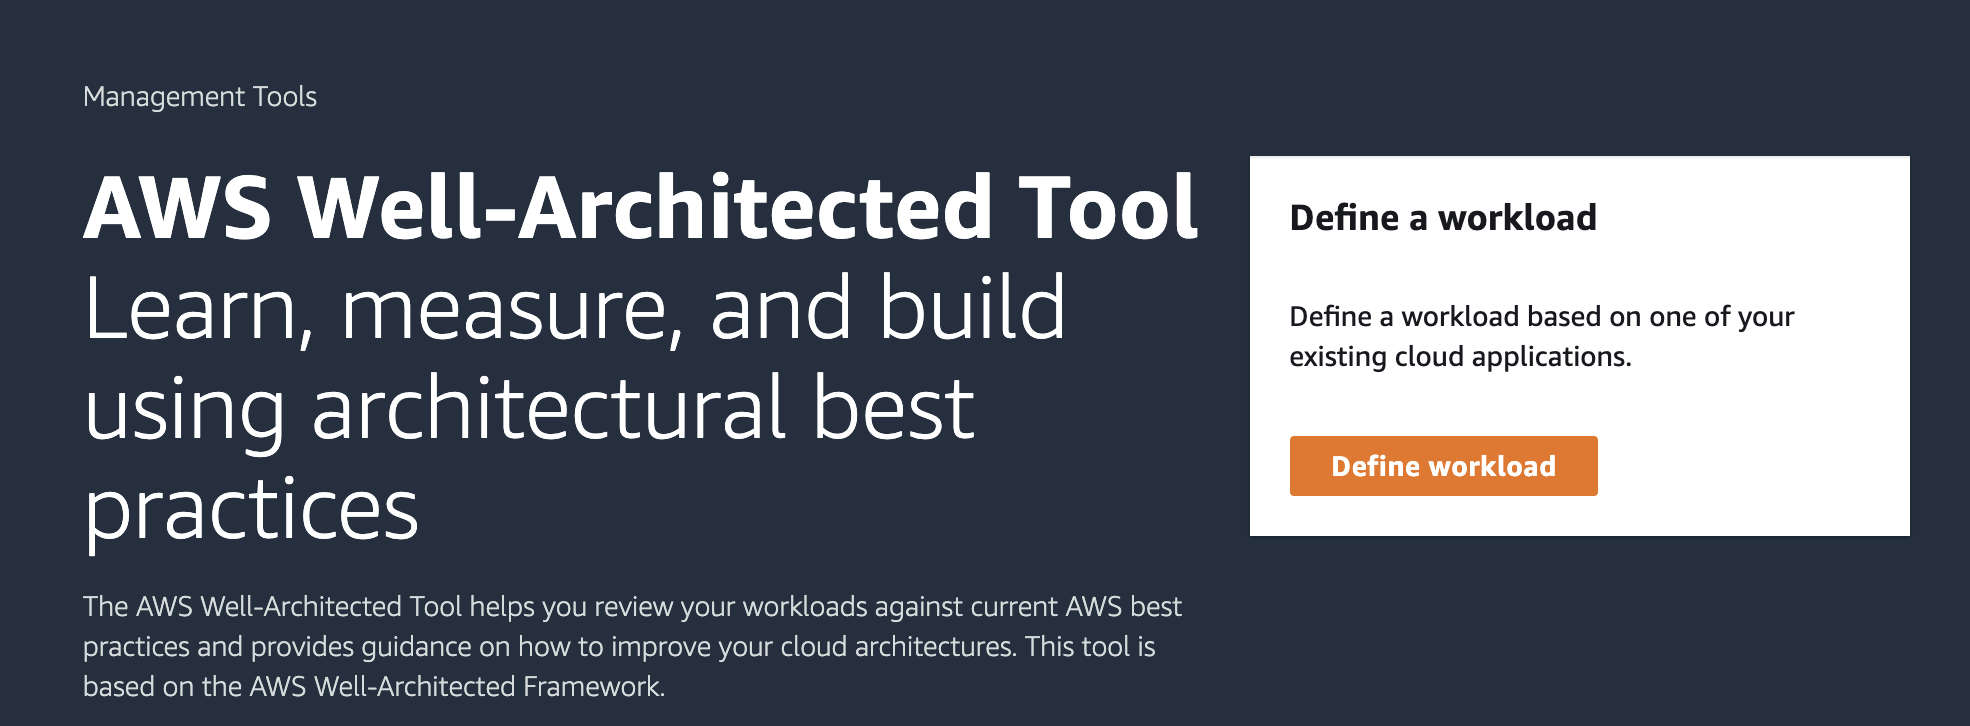 Management Tools
AWS Well-Architected Tool
Learn, measure, and build
using architectural best
practices
The AWS Well-Architected Tool helps you review your workloads against current AWS best
practices and provides guidance on how to improve your cloud architectures. This tool is
based on the AWS Well-Architected Framework.
Define a workload
Define a workload based on one of your
existing cloud applications.
Define workload